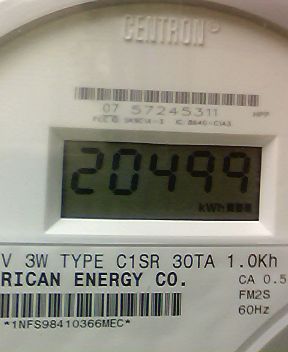 CENTRON®
07 57245311 HPP
20499
kWh
V 3W TYPE C1SR 30TA 1.0Kh
RICAN ENERGY CO. CA 0.5
FM2S
*1NFS98410366MEC* 60Hz